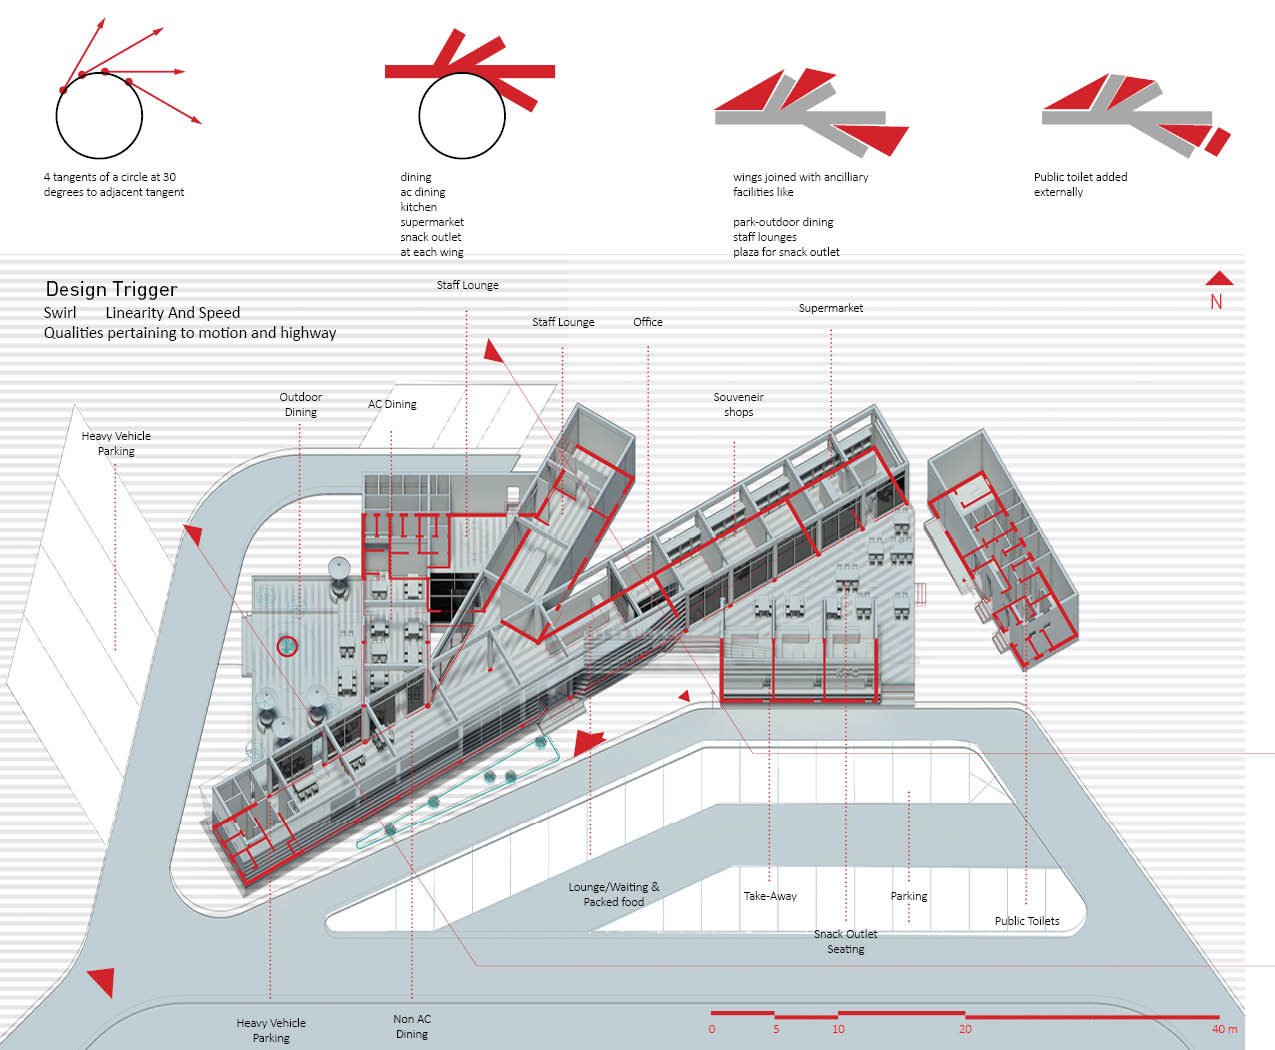 4 tangents of a circle at 30
degrees to adjacent tangent
dining
ac dining
kitchen
supermarket
snack outlet
at each wing
wings joined with ancilliary
facilities like
park-outdoor dining
staff lounges
plaza for snack outlet
Public toilet added
externally
Design Trigger
Swirl Linearity And Speed
Qualities pertaining to motion and highway
N
Staff Lounge
Staff Lounge
Office
Supermarket
Outdoor
Dining
AC Dining
Souveneir
shops
Heavy Vehicle
Parking
Lounge/Waiting &
Packed food
Take-Away
Parking
Snack Outlet
Seating
Public Toilets
Heavy Vehicle
Parking
Non AC
Dining
0 5 10 20 40 m